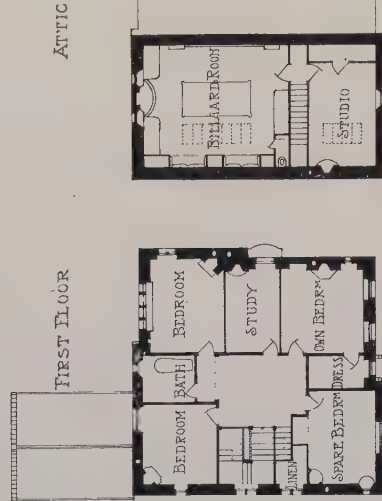 ATTIC
BILLIARD ROOM
STUDIO
FIRST FLOOR
BEDROOM
STUDY
OWN BEDRM
BATH
DRESS
BEDROOM
LINEN
SPARE BEDRM